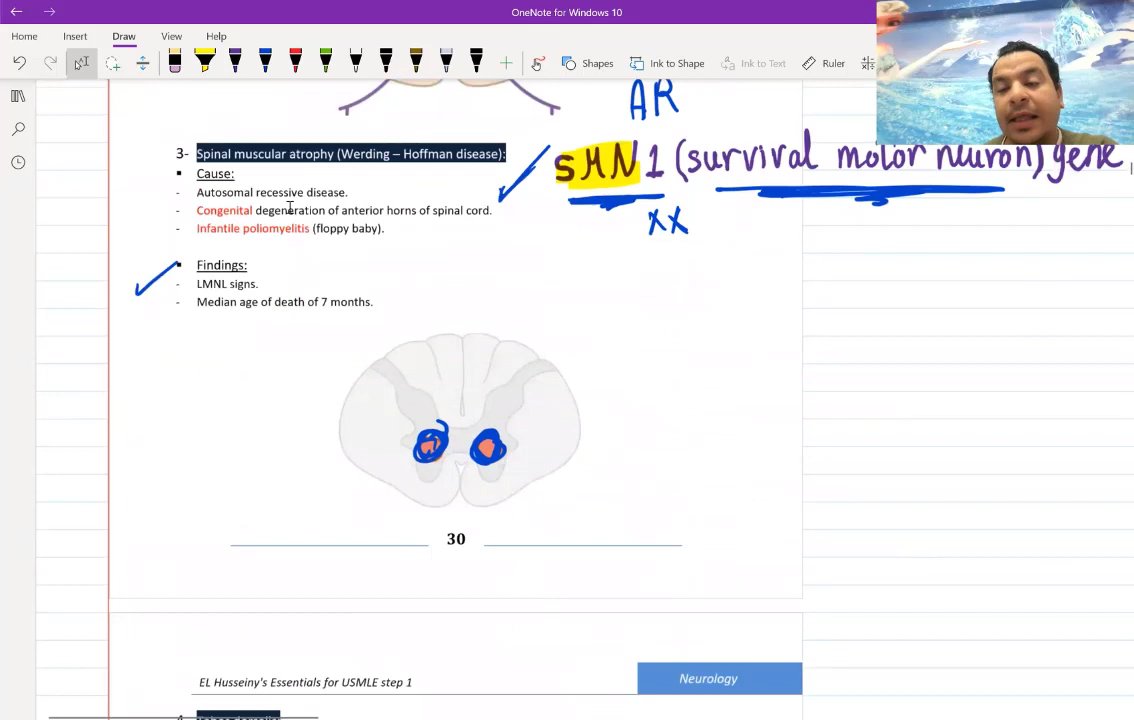 OneNote for Windows 10
Home Insert Draw View Help
Shapes Ink to Shape Ink to Text Ruler
AR
3- Spinal muscular atrophy (Werding – Hoffman disease):
SMN1 (survival motor neuron) gene
▪ Cause:
- Autosomal recessive disease.
- Congenital degeneration of anterior horns of spinal cord.
xx
- Infantile poliomyelitis (floppy baby).
▪ Findings:
- LMNL signs.
- Median age of death of 7 months.
30
EL Husseiny's Essentials for USMLE step 1
Neurology